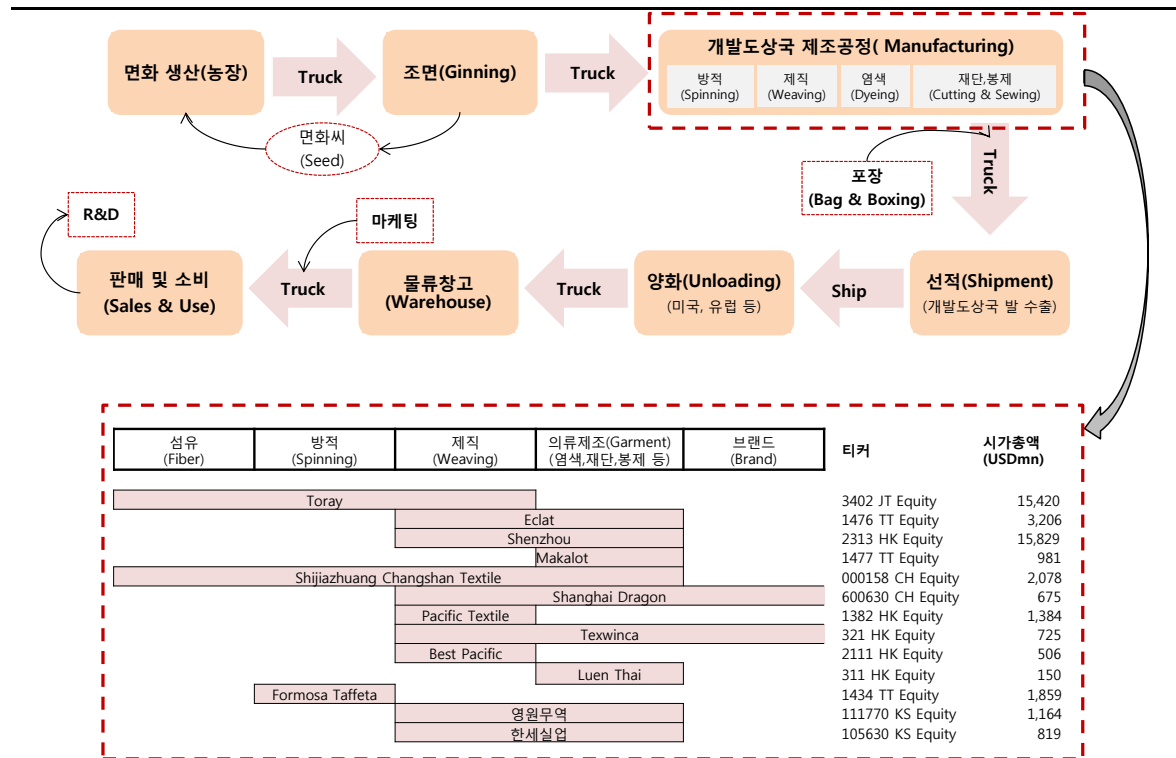 면화 생산(농장)
Truck
조면(Ginning)
Truck
개발도상국 제조공정( Manufacturing)
방적
(Spinning)
제직
(Weaving)
염색
(Dyeing)
재단,봉제
(Cutting & Sewing)
면화씨
(Seed)
포장
(Bag & Boxing)
Truck
R&D
마케팅
판매 및 소비
(Sales & Use)
Truck
물류창고
(Warehouse)
Truck
양화(Unloading)
(미국, 유럽 등)
Ship
선적(Shipment)
(개발도상국 발 수출)
섬유
(Fiber)
방적
(Spinning)
제직
(Weaving)
의류제조(Garment)
(염색,재단,봉제 등)
브랜드
(Brand)
티커
시가총액
(USDmn)
Toray 3402 JT Equity 15,420
Eclat 1476 TT Equity 3,206
Shenzhou 2313 HK Equity 15,829
Makalot 1477 TT Equity 981
Shijiazhuang Changshan Textile 000158 CH Equity 2,078
Shanghai Dragon 600630 CH Equity 675
Pacific Textile 1382 HK Equity 1,384
Texwinca 321 HK Equity 725
Best Pacific 2111 HK Equity 506
Luen Thai 311 HK Equity 150
Formosa Taffeta 1434 TT Equity 1,859
영원무역 111770 KS Equity 1,164
한세실업 105630 KS Equity 819